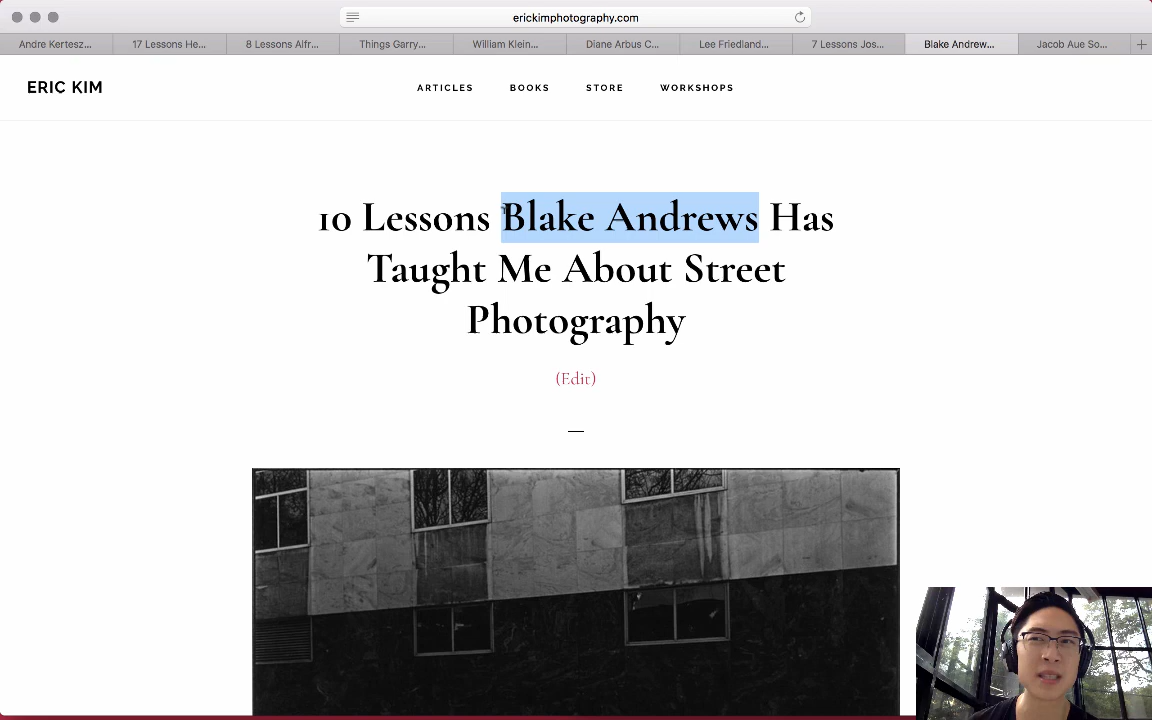 erickimphotography.com
Andre Kertesz... 17 Lessons He... 8 Lessons Alfr... Things Garry... William Klein... Diane Arbus C... Lee Friedland... 7 Lessons Jos... Blake Andrew... Jacob Aue So...
ERIC KIM ARTICLES BOOKS STORE WORKSHOPS
10 Lessons Blake Andrews Has
Taught Me About Street
Photography
(Edit)